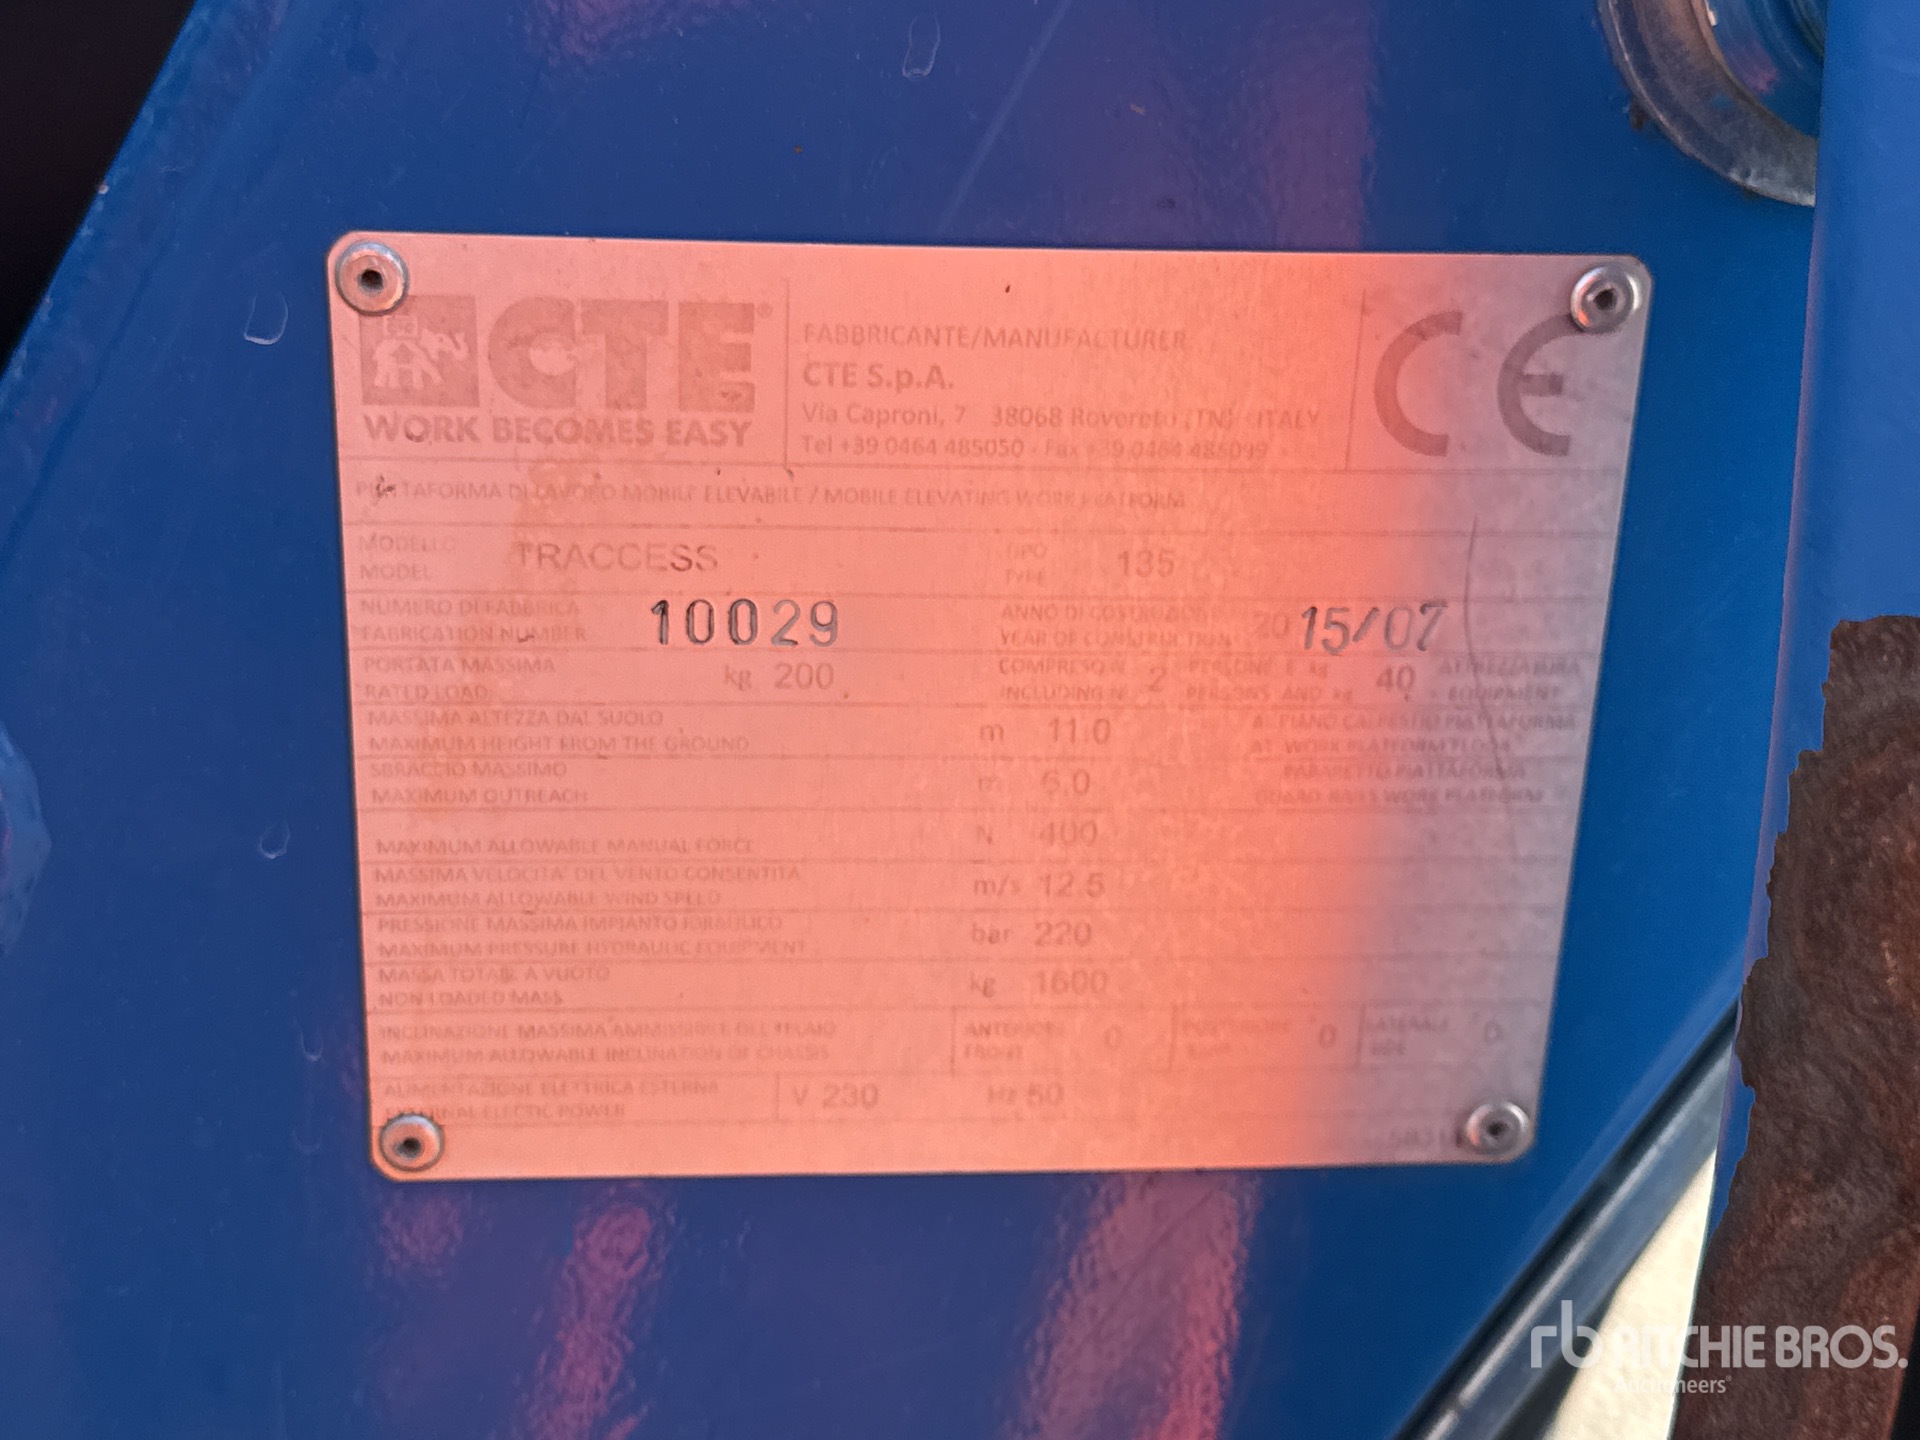 CTE®
WORK BECOMES EASY
FABBRICANTE/MANUFACTURER
CTE S.p.A.
Via Caproni, 7 38068 Rovereto (TN) ITALY
Tel +39 0464 485050 - Fax +39 0464 485099
CE
PIATTAFORMA DI LAVORO MOBILE ELEVABILE / MOBILE ELEVATING WORK PLATFORM
MODELLO
MODEL
TRACCESS
TIPO
TYPE
135
NUMERO DI FABBRICA
FABRICATION NUMBER
10029
ANNO DI COSTRUZIONE
YEAR OF CONSTRUCTION
2015/07
PORTATA MASSIMA
RATED LOAD
kg 200
COMPRESO N. 2 PERSONE E kg 40 ATTREZZATURA
INCLUDING N. PERSONS AND kg EQUIPMENT
MASSIMA ALTEZZA DAL SUOLO
MAXIMUM HEIGHT FROM THE GROUND
m 11.0
AL PIANO CALPESTIO PIATTAFORMA
AT WORK PLATFORM FLOOR
SBRACCIO MASSIMO
MAXIMUM OUTREACH
m 6.0
PARAPETTO PIATTAFORMA
GUARD RAILS WORK PLATFORM
MAXIMUM ALLOWABLE MANUAL FORCE
N 400
MASSIMA VELOCITA' DEL VENTO CONSENTITA
MAXIMUM ALLOWABLE WIND SPEED
m/s 12.5
PRESSIONE MASSIMA IMPIANTO IDRAULICO
MAXIMUM PRESSURE HYDRAULIC EQUIPMENT
bar 220
MASSA TOTALE A VUOTO
NON LOADED MASS
kg 1600
INCLINAZIONE MASSIMA AMMISSIBILE DEL TELAIO
MAXIMUM ALLOWABLE INCLINATION OF CHASSIS
ANTERIORE
FRONT
0
POSTERIORE
0
LATERALE
0
ALIMENTAZIONE ELETTRICA ESTERNA
EXTERNAL ELECTIC POWER
V 230
Hz 50
rb RITCHIE BROS.
Auctioneers